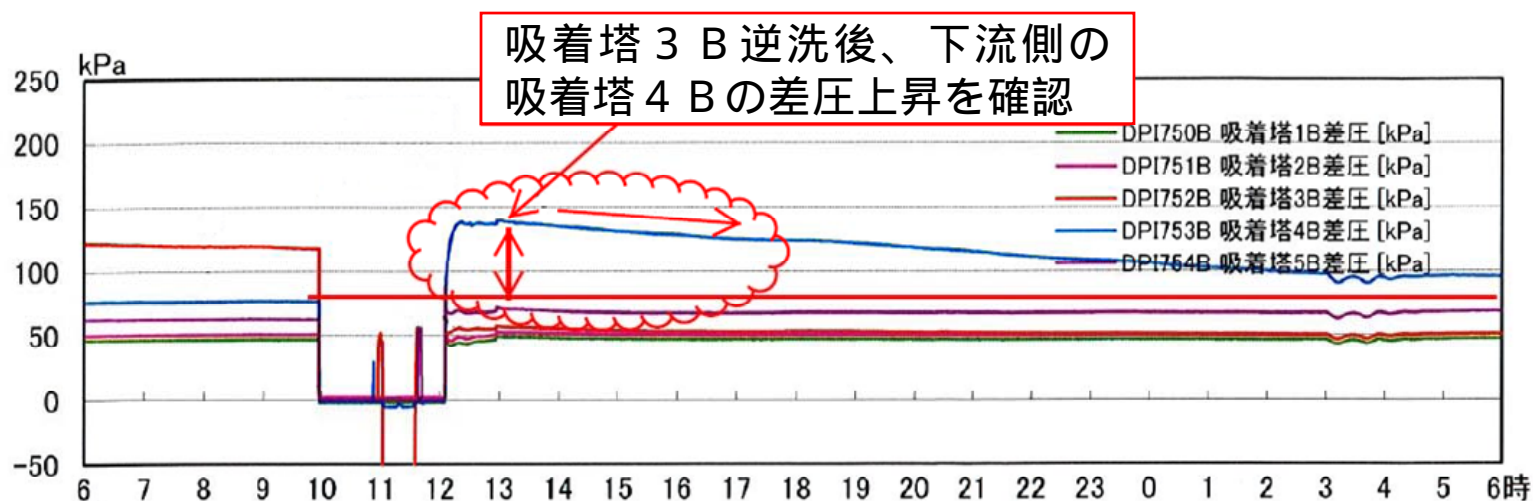 吸着塔３Ｂ逆洗後、下流側の
吸着塔４Ｂの差圧上昇を確認
kPa
250
200
150
100
50
0
-50
DPI750B 吸着塔1B差圧 [kPa]
DPI751B 吸着塔2B差圧 [kPa]
DPI752B 吸着塔3B差圧 [kPa]
DPI753B 吸着塔4B差圧 [kPa]
DPI754B 吸着塔5B差圧 [kPa]
6 7 8 9 10 11 12 13 14 15 16 17 18 19 20 21 22 23 0 1 2 3 4 5 6時